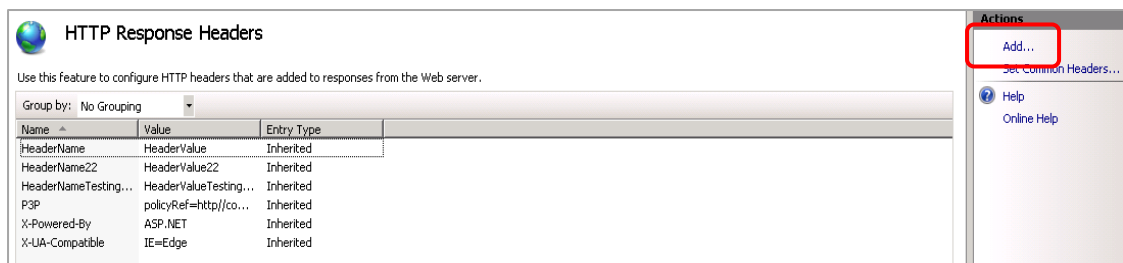 HTTP Response Headers
Use this feature to configure HTTP headers that are added to responses from the Web server.
Group by: No Grouping
Name Value Entry Type
HeaderName HeaderValue Inherited
HeaderName22 HeaderValue22 Inherited
HeaderNameTesting... HeaderValueTesting... Inherited
P3P policyRef=http//co... Inherited
X-Powered-By ASP.NET Inherited
X-UA-Compatible IE=Edge Inherited
Actions
Add...
Set Common Headers...
Help
Online Help